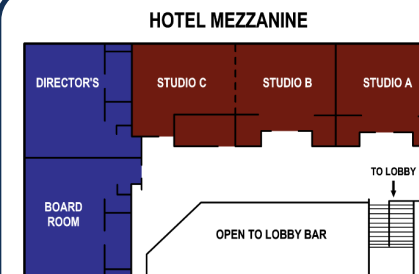 HOTEL MEZZANINE
DIRECTOR'S
STUDIO C
STUDIO B
STUDIO A
TO LOBBY
BOARD
ROOM
OPEN TO LOBBY BAR